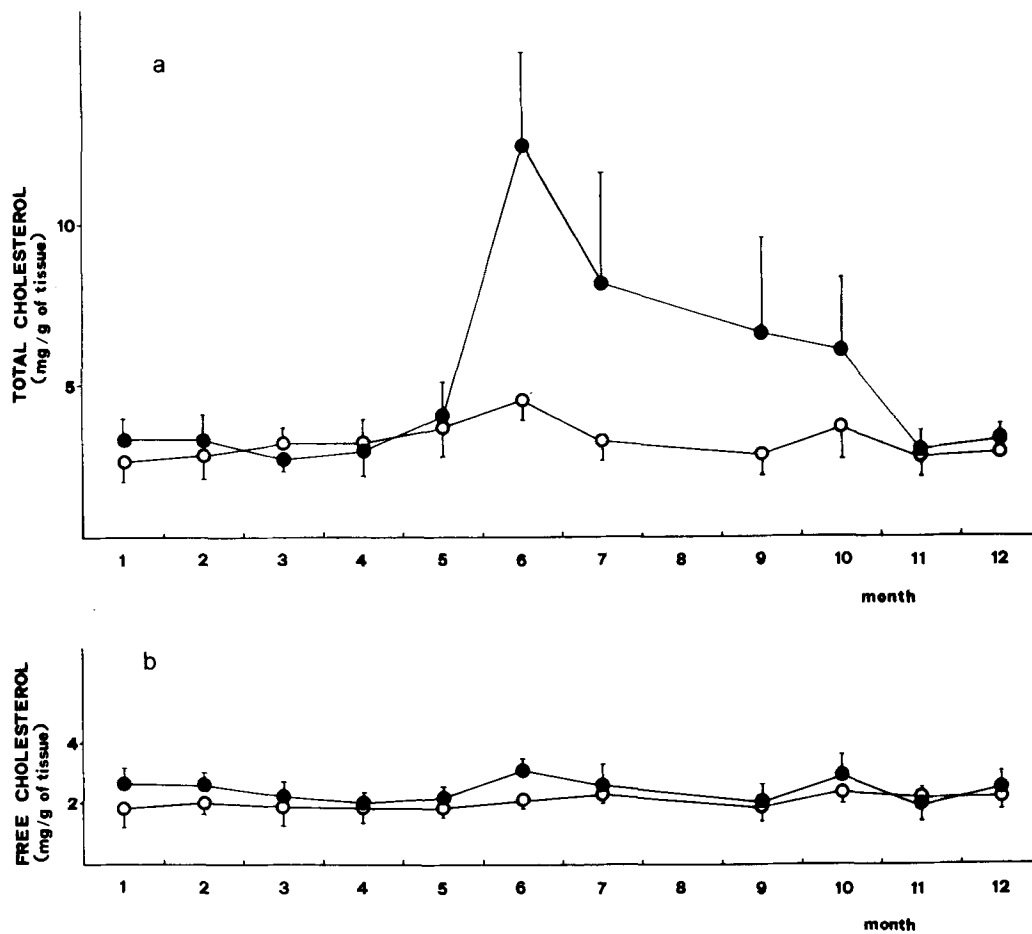 a
TOTAL CHOLESTEROL
(mg/g of tissue)
10
5
1 2 3 4 5 6 7 9 10 11 12
month
b
FREE CHOLESTEROL
(mg/g of tissue)
4
2
1 2 3 4 5 6 7 8 9 10 11 12
month